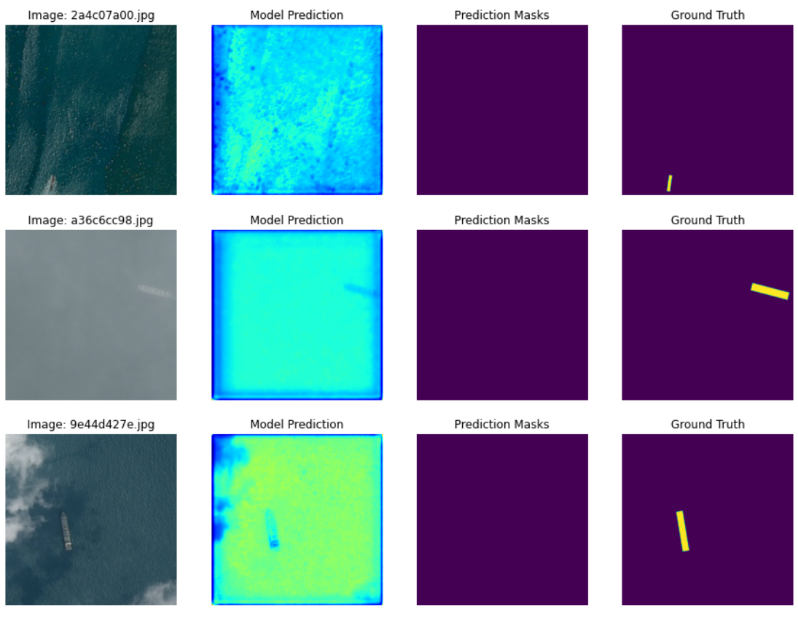 Image: 2a4c07a00.jpg Model Prediction Prediction Masks Ground Truth
Image: a36c6cc98.jpg Model Prediction Prediction Masks Ground Truth
Image: 9e44d427e.jpg Model Prediction Prediction Masks Ground Truth